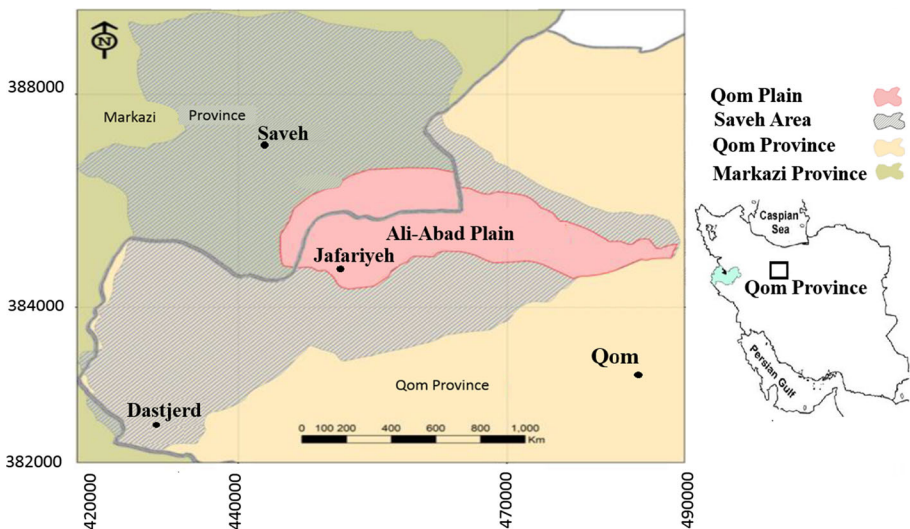 N
388000
384000
382000
420000
440000
470000
490000
Markazi Province
Saveh
Ali-Abad Plain
Jafariyeh
Qom
Qom Province
Dastjerd
0 100 200 400 600 800 1,000
Km
Qom Plain
Saveh Area
Qom Province
Markazi Province
Caspian
Sea
Qom Province
Persian Gulf